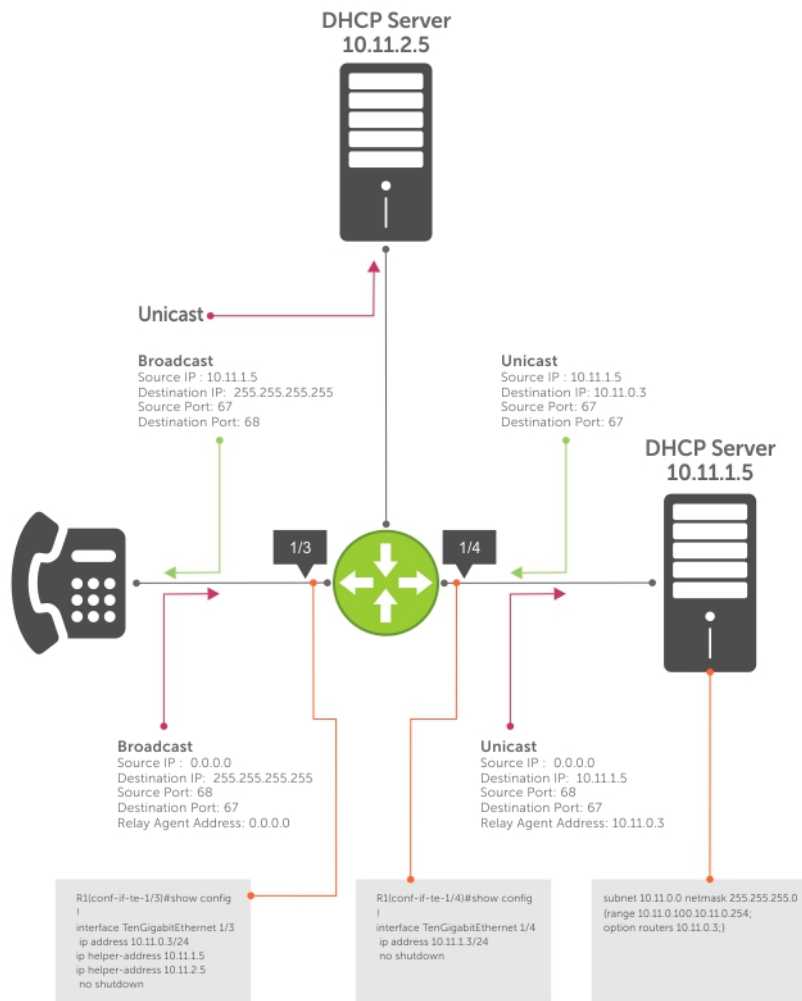 DHCP Server
10.11.2.5
Unicast
Broadcast
Source IP : 10.11.1.5
Destination IP: 255.255.255.255
Source Port: 67
Destination Port: 68
Unicast
Source IP : 10.11.1.5
Destination IP: 10.11.0.3
Source Port: 67
Destination Port: 67
DHCP Server
10.11.1.5
1/3
1/4
Broadcast
Source IP : 0.0.0.0
Destination IP: 255.255.255.255
Source Port: 68
Destination Port: 67
Relay Agent Address: 0.0.0.0
Unicast
Source IP : 0.0.0.0
Destination IP: 10.11.1.5
Source Port: 68
Destination Port: 67
Relay Agent Address: 10.11.0.3
R1(conf-if-te-1/3)#show config
!
interface TenGigabitEthernet 1/3
ip address 10.11.0.3/24
ip helper-address 10.11.1.5
ip helper-address 10.11.2.5
no shutdown
R1(conf-if-te-1/4)#show config
!
interface TenGigabitEthernet 1/4
ip address 10.11.1.3/24
no shutdown
subnet 10.11.0.0 netmask 255.255.255.0
{range 10.11.0.100.10.11.0.254;
option routers 10.11.0.3;}